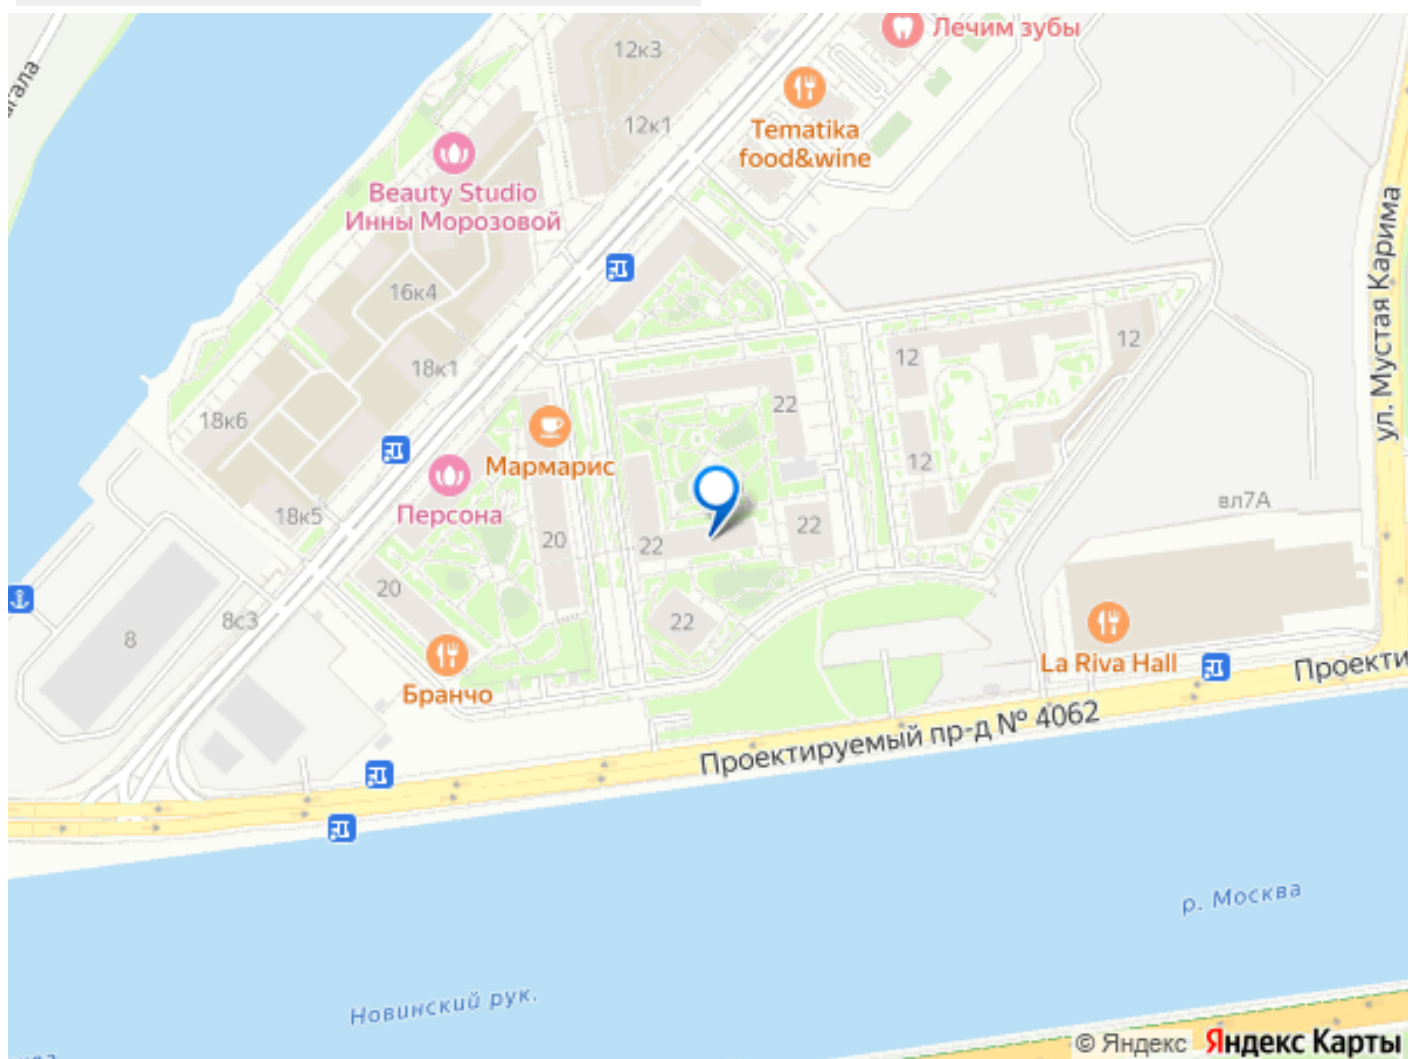 12к3
Лечим зубы
агала
Tematika
food&wine
12к1
Beauty Studio
Инны Морозовой
ул. Мустая Карима
16к4
12
12
18к1
22
18к6
Мармарис
12
Персона
18к5
вл7А
22
20
22
20
8с3
22
8
La Riva Hall
Бранчо
Проекти
Проектируемый пр-д № 4062
р. Москва
Новинский рук.
© Яндекс Яндекс Карты